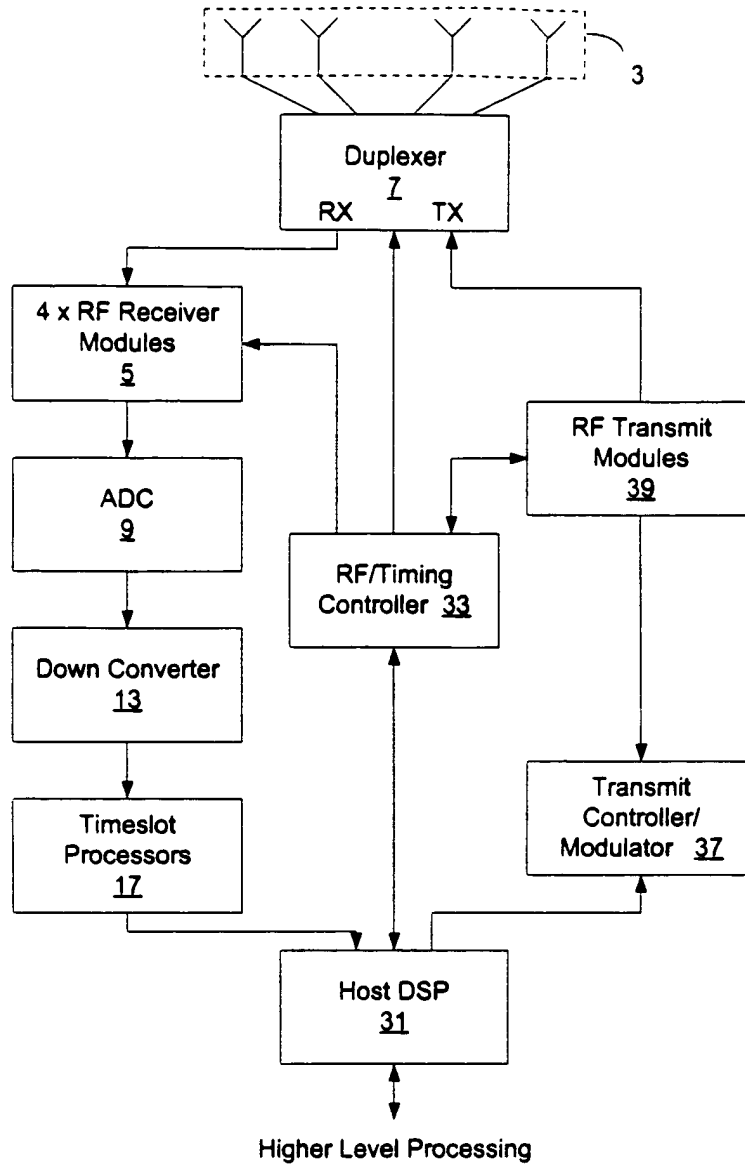 3
Duplexer
7
RX TX
4 x RF Receiver
Modules
5
RF Transmit
Modules
39
ADC
9
RF/Timing
Controller 33
Down Converter
13
Transmit
Controller/
Modulator 37
Timeslot
Processors
17
Host DSP
31
Higher Level Processing